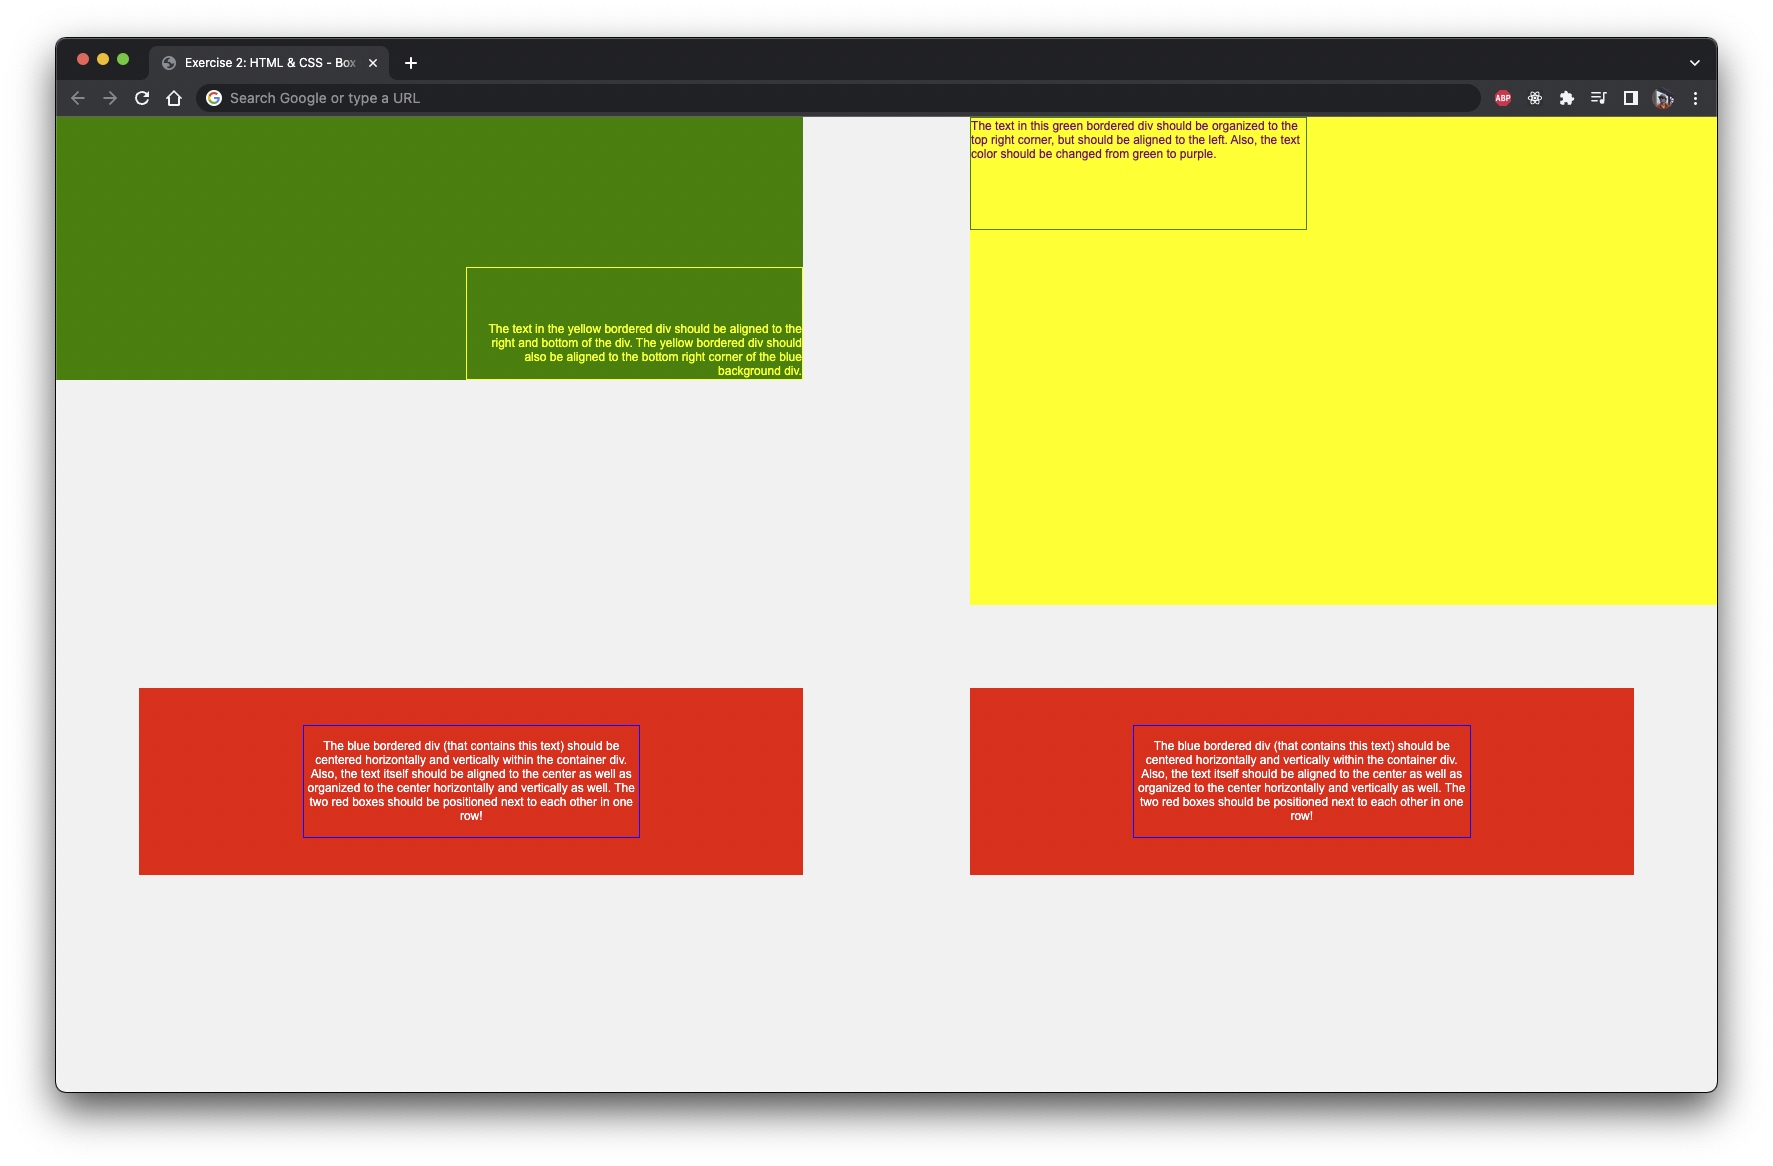 Exercise 2: HTML & CSS - Box
Search Google or type a URL
ABP
The text in this green bordered div should be organized to the
top right corner, but should be aligned to the left. Also, the text
color should be changed from green to purple.
The text in the yellow bordered div should be aligned to the
right and bottom of the div. The yellow bordered div should
also be aligned to the bottom right corner of the blue
background div.
The blue bordered div (that contains this text) should be
centered horizontally and vertically within the container div.
Also, the text itself should be aligned to the center as well as
organized to the center horizontally and vertically as well. The
two red boxes should be positioned next to each other in one
row!
The blue bordered div (that contains this text) should be
centered horizontally and vertically within the container div.
Also, the text itself should be aligned to the center as well as
organized to the center horizontally and vertically as well. The
two red boxes should be positioned next to each other in one
row!